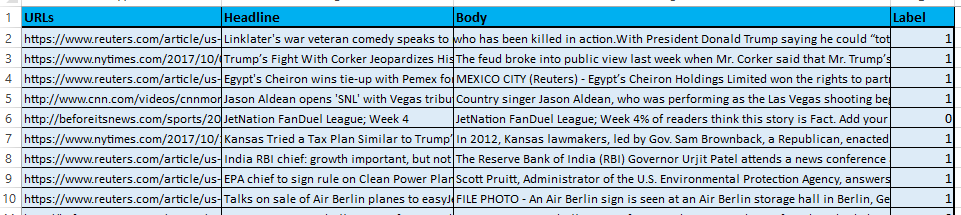 1 URLs Headline Body Label
2 https://www.reuters.com/article/us- Linklater's war veteran comedy speaks to who has been killed in action.With President Donald Trump saying he could “tot 1
3 https://www.nytimes.com/2017/10/ Trump’s Fight With Corker Jeopardizes His The feud broke into public view last week when Mr. Corker said that Mr. Trump’s 1
4 https://www.reuters.com/article/us- Egypt's Cheiron wins tie-up with Pemex fo MEXICO CITY (Reuters) - Egypt’s Cheiron Holdings Limited won the rights to part 1
5 http://www.cnn.com/videos/cnnmor Jason Aldean opens 'SNL' with Vegas tribu Country singer Jason Aldean, who was performing as the Las Vegas shooting beg 1
6 http://beforeitsnews.com/sports/20 JetNation FanDuel League; Week 4 JetNation FanDuel League; Week 4% of readers think this story is Fact. Add your 0
7 https://www.nytimes.com/2017/10/ Kansas Tried a Tax Plan Similar to Trump’ In 2012, Kansas lawmakers, led by Gov. Sam Brownback, a Republican, enacted 1
8 https://www.reuters.com/article/us- India RBI chief: growth important, but not The Reserve Bank of India (RBI) Governor Urjit Patel attends a news conference 1
9 https://www.reuters.com/article/us- EPA chief to sign rule on Clean Power Plan Scott Pruitt, Administrator of the U.S. Environmental Protection Agency, answers 1
10 https://www.reuters.com/article/us- Talks on sale of Air Berlin planes to easyJ FILE PHOTO - An Air Berlin sign is seen at an Air Berlin storage hall in Berlin, Ge 1